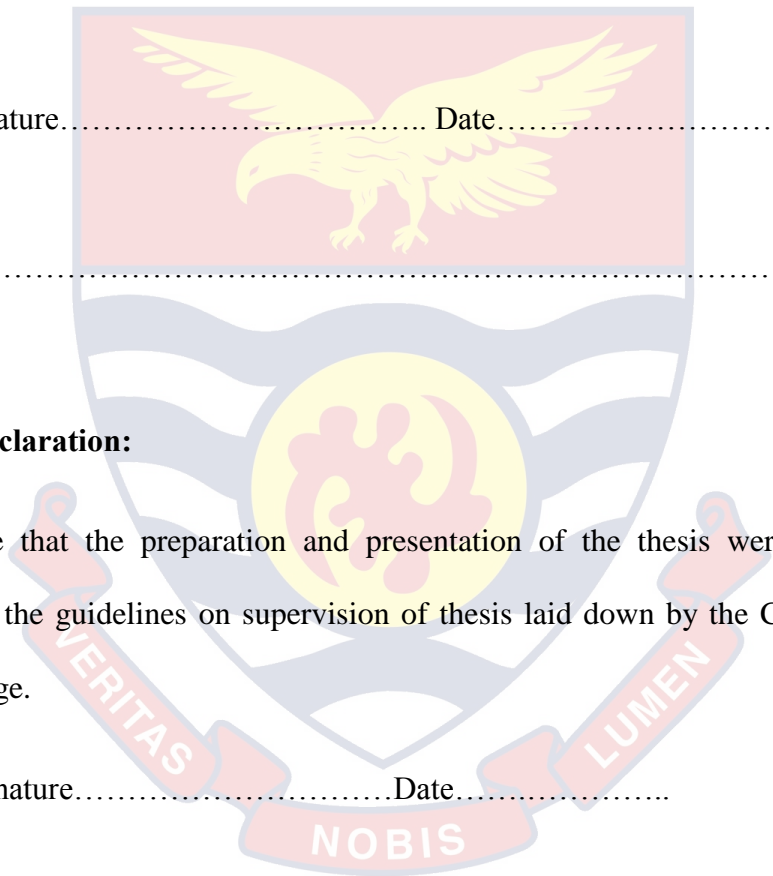 ature…………………………….. Date………………………
………………………………………………………………
claration:
e that the preparation and presentation of the thesis wer
the guidelines on supervision of thesis laid down by the C
ge.
nature…………………………Date………………..
VERITAS
NOBIS
LUMEN